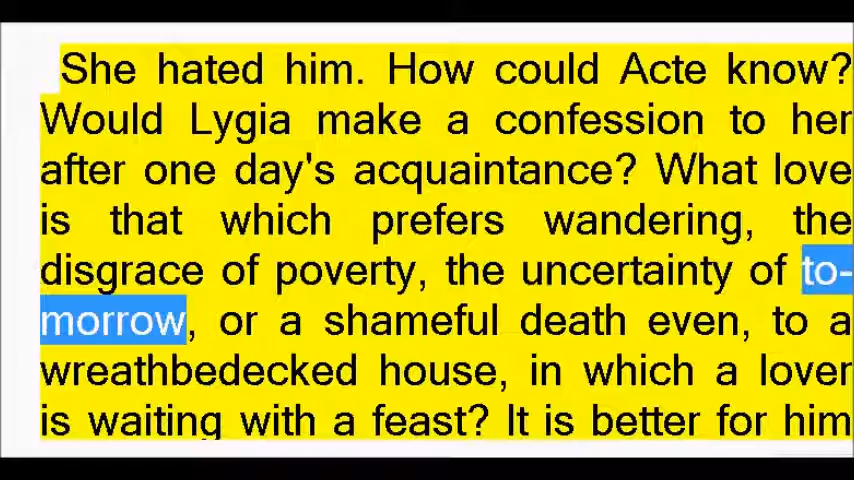 She hated him. How could Acte know?
Would Lygia make a confession to her
after one day's acquaintance? What love
is that which prefers wandering, the
disgrace of poverty, the uncertainty of to-
morrow, or a shameful death even, to a
wreathbedecked house, in which a lover
is waiting with a feast? It is better for him